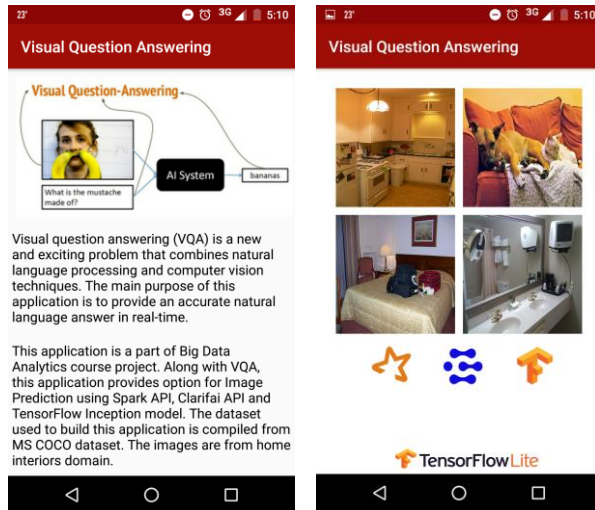 23°
3G
5:10
Visual Question Answering
Visual Question-Answering
AI System
bananas
What is the mustache
made of?
Visual question answering (VQA) is a new
and exciting problem that combines natural
language processing and computer vision
techniques. The main purpose of this
application is to provide an accurate natural
language answer in real-time.
This application is a part of Big Data
Analytics course project. Along with VQA,
this application provides option for Image
Prediction using Spark API, Clarifai API and
TensorFlow Inception model. The dataset
used to build this application is compiled from
MS COCO dataset. The images are from home
interiors domain.
23°
3G
5:10
Visual Question Answering
TensorFlow Lite